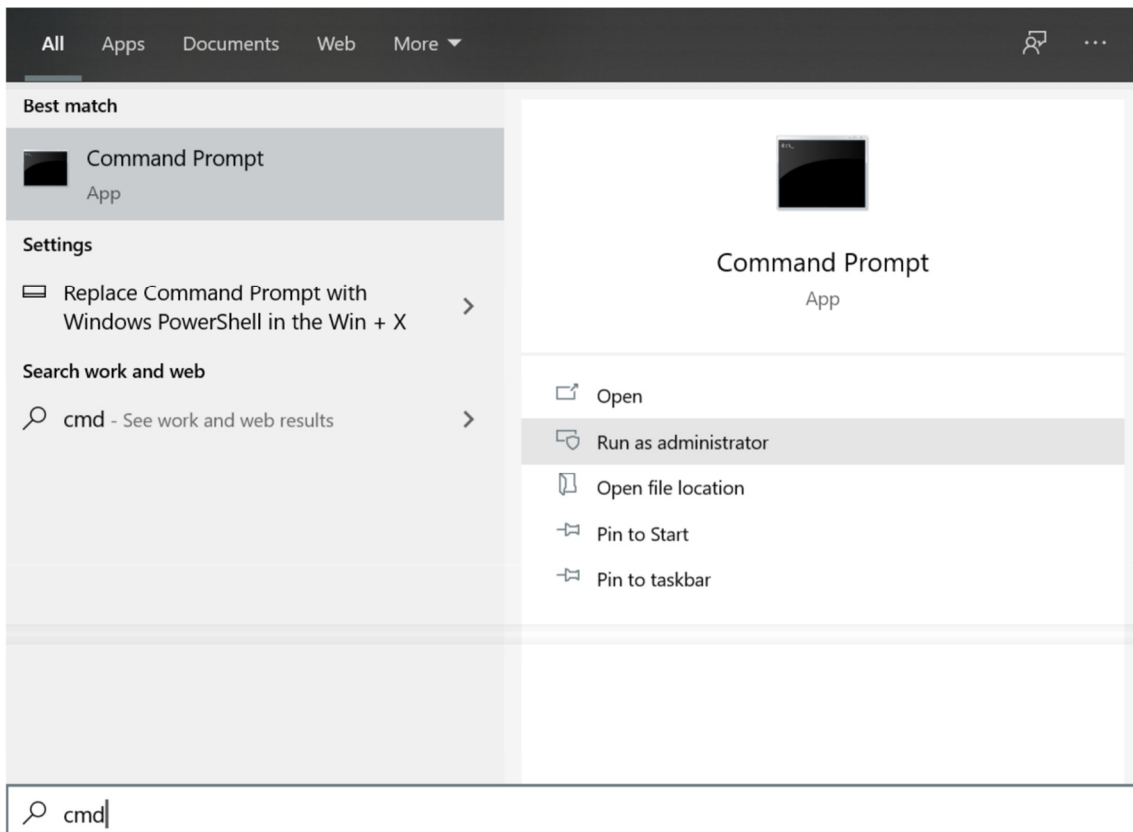 All Apps Documents Web More
Best match
Command Prompt
App
Settings
Replace Command Prompt with
Windows PowerShell in the Win + X
Search work and web
cmd - See work and web results
Command Prompt
App
Open
Run as administrator
Open file location
Pin to Start
Pin to taskbar
cmd